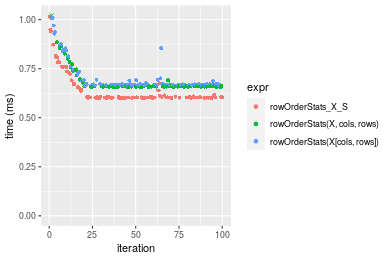 1.00
0.75
0.50
0.25
0.00
time (ms)
0
25
50
75
100
iteration
expr
rowOrderStats_X_S
rowOrderStats(X, cols, rows)
rowOrderStats(X[cols, rows])